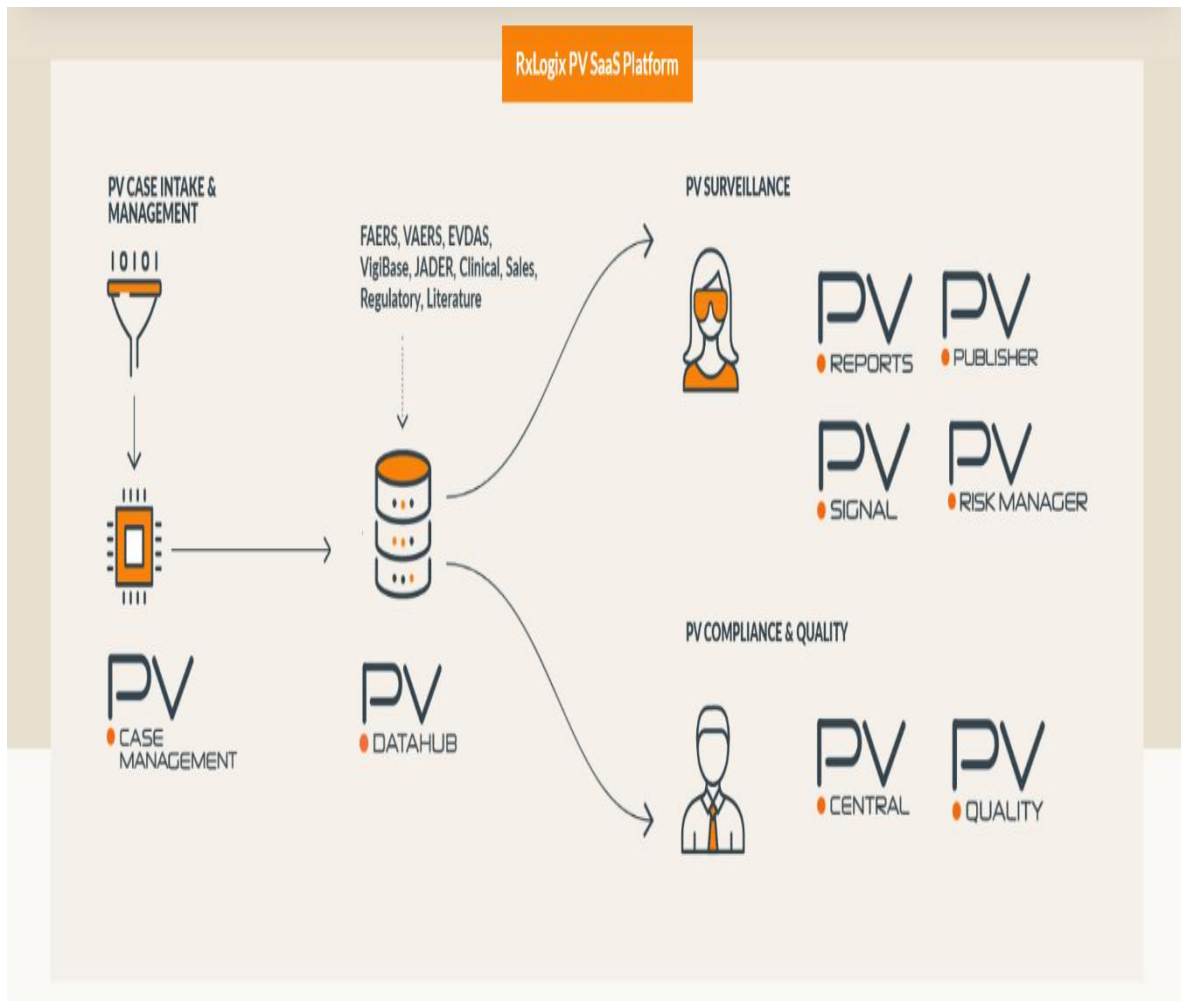 RxLogix PV SaaS Platform
PV CASE INTAKE &
MANAGEMENT
10101
PV
CASE
MANAGEMENT
FAERS, VAERS, EVDAS,
VigiBase, JADER, Clinical, Sales,
Regulatory, Literature
PV
DATAHUB
PV SURVEILLANCE
PV
REPORTS
PV
PUBLISHER
PV
SIGNAL
PV
RISK MANAGER
PV COMPLIANCE & QUALITY
PV
CENTRAL
PV
QUALITY